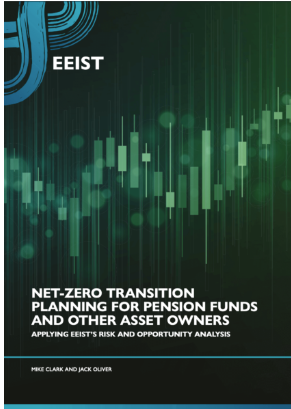 EEIST
NET-ZERO TRANSITION
PLANNING FOR PENSION FUNDS
AND OTHER ASSET OWNERS
APPLYING EEIST'S RISK AND OPPORTUNITY ANALYSIS
MIKE CLARK AND JACK OLIVER